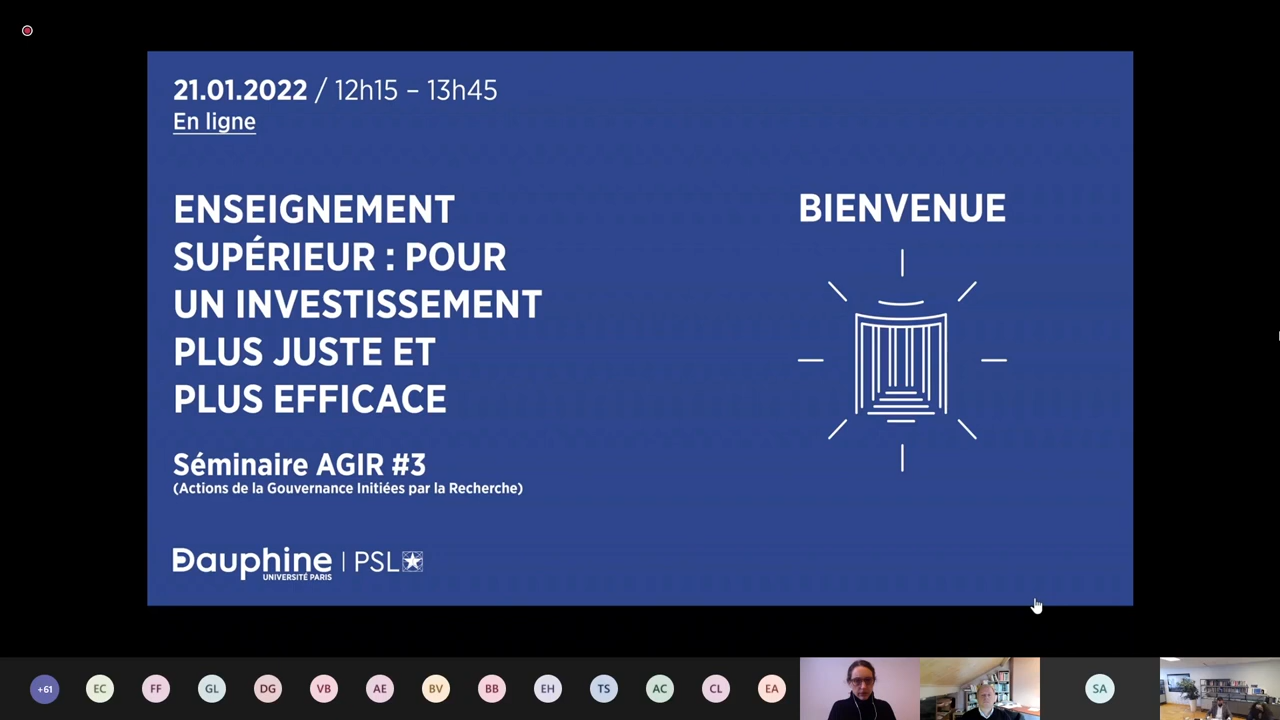 21.01.2022 / 12h15 – 13h45
En ligne
ENSEIGNEMENT
SUPÉRIEUR : POUR
UN INVESTISSEMENT
PLUS JUSTE ET
PLUS EFFICACE
BIENVENUE
Séminaire AGIR #3
(Actions de la Gouvernance Initiées par la Recherche)
Dauphine | PSL
UNIVERSITÉ PARIS
+61 EC FF GL DG VB AE BV BB EH TS AC CL EA SA